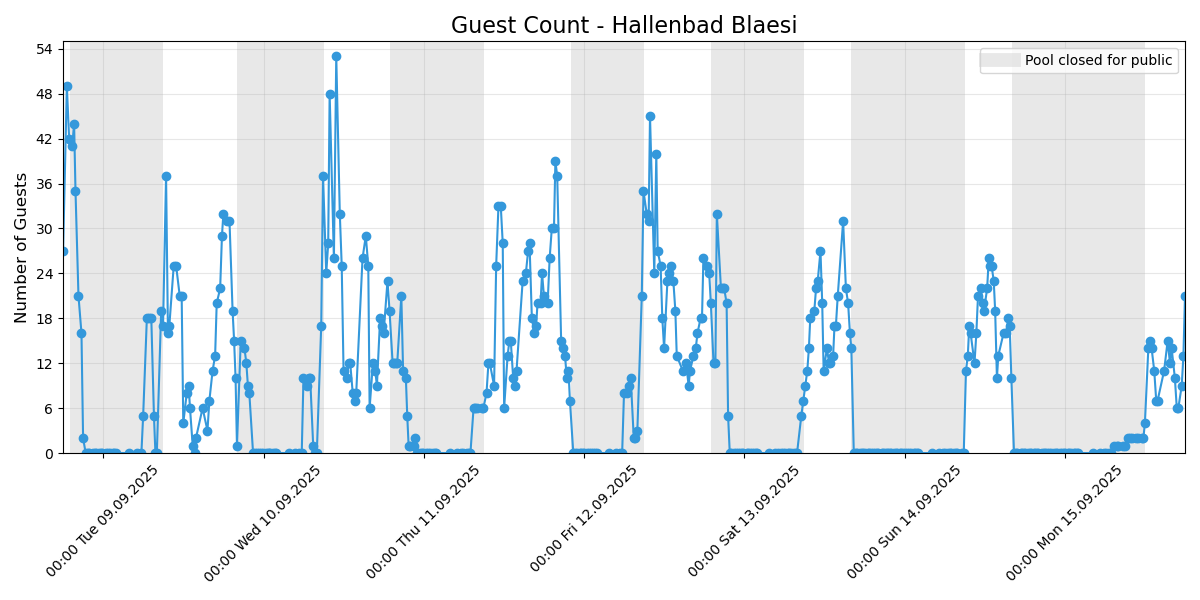 Guest Count - Hallenbad Blaesi
Pool closed for public
Number of Guests
54
48
42
36
30
24
18
12
6
0
00:00 Tue 09.09.2025
00:00 Wed 10.09.2025
00:00 Thu 11.09.2025
00:00 Fri 12.09.2025
00:00 Sat 13.09.2025
00:00 Sun 14.09.2025
00:00 Mon 15.09.2025